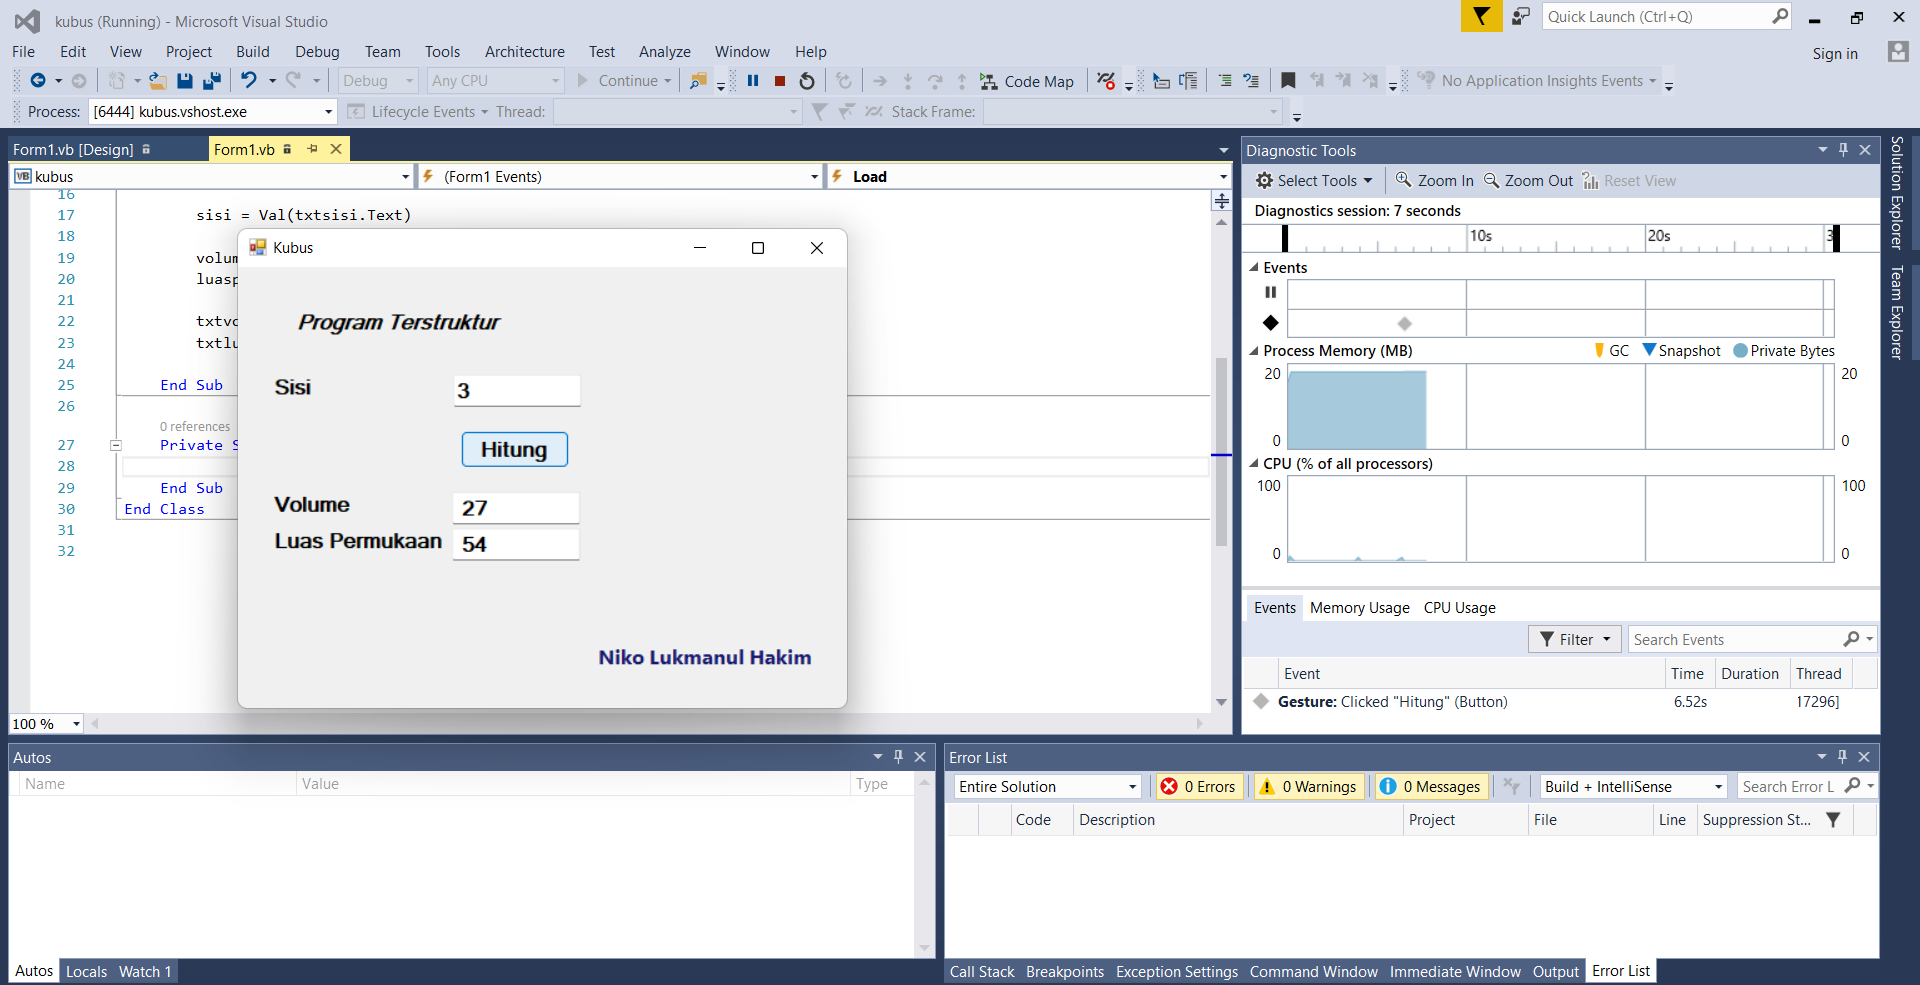 kubus (Running) - Microsoft Visual Studio
Quick Launch (Ctrl+Q)
File Edit View Project Build Debug Team Tools Architecture Test Analyze Window Help
Sign in
Debug Any CPU Continue Code Map No Application Insights Events
Process: [6444] kubus.vshost.exe Lifecycle Events Thread: Stack Frame:
Form1.vb [Design] Form1.vb
kubus (Form1 Events) Load
16
17 sisi = Val(txtsisi.Text)
18
19
20
21
22
23
24
25 End Sub
26
0 references
27 Private
28
29 End Sub
30 End Class
31
32
100 %
Kubus
Program Terstruktur
Sisi 3
Hitung
Volume 27
Luas Permukaan 54
Niko Lukmanul Hakim
Diagnostic Tools
Select Tools Zoom In Zoom Out Reset View
Diagnostics session: 7 seconds
10s 20s
Events
Process Memory (MB) GC Snapshot Private Bytes
20 20
0 0
CPU (% of all processors)
100 100
0 0
Events Memory Usage CPU Usage
Filter Search Events
Event Time Duration Thread
Gesture: Clicked "Hitung" (Button) 6.52s 17296]
Solution Explorer
Team Explorer
Autos
Name Value Type
Autos Locals Watch 1
Error List
Entire Solution 0 Errors 0 Warnings 0 Messages Build + IntelliSense Search Error L
Code Description Project File Line Suppression St...
Call Stack Breakpoints Exception Settings Command Window Immediate Window Output Error List